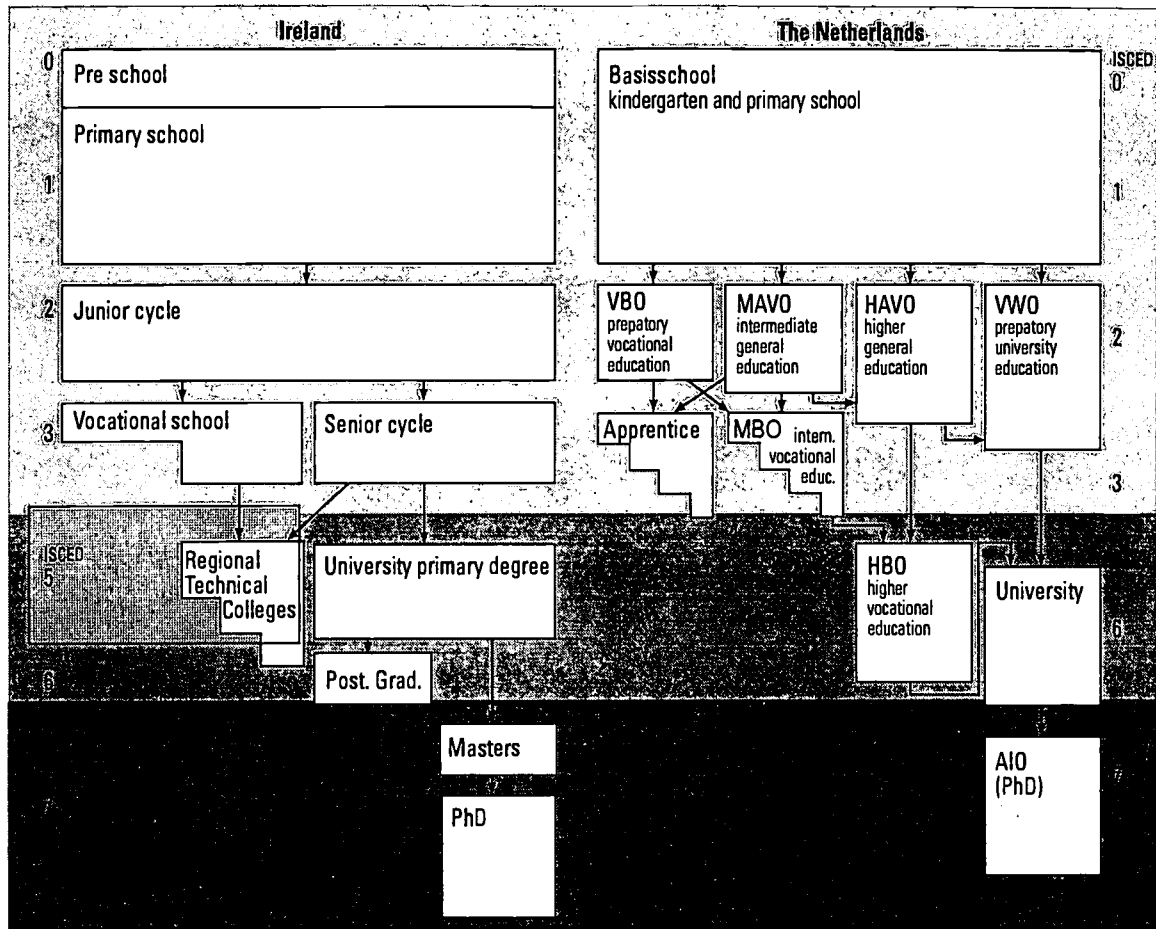 Ireland
0
Pre school
Primary school
1
2
Junior cycle
3
Vocational school
Senior cycle
ISCED
5
Regional
Technical
Colleges
University primary degree
6
Post. Grad.
Masters
PhD
The Netherlands
ISCED
0
Basisschool
kindergarten and primary school
1
VBO
prepatory
vocational
education
MAVO
intermediate
general
education
HAVO
higher
general
education
VWO
prepatory
university
education
2
Apprentice
MBO
intern.
vocational
educ.
3
HBO
higher
vocational
education
University
6
AIO
(PhD)
7